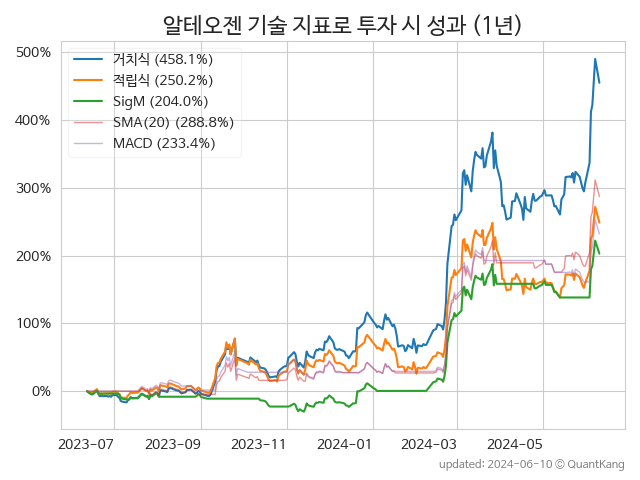 알테오젠 기술 지표로 투자 시 성과 (1년)
500%
400%
300%
200%
100%
0%
거치식 (458.1%)
적립식 (250.2%)
SigM (204.0%)
SMA(20) (288.8%)
MACD (233.4%)
2023-07
2023-09
2023-11
2024-01
2024-03
2024-05
updated: 2024-06-10 © QuantKang